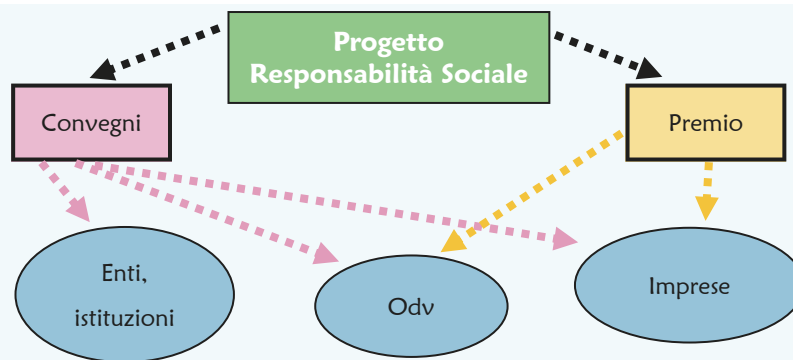 Progetto
Responsabilità Sociale
Convegni
Premio
Enti,
istituzioni
Odv
Imprese